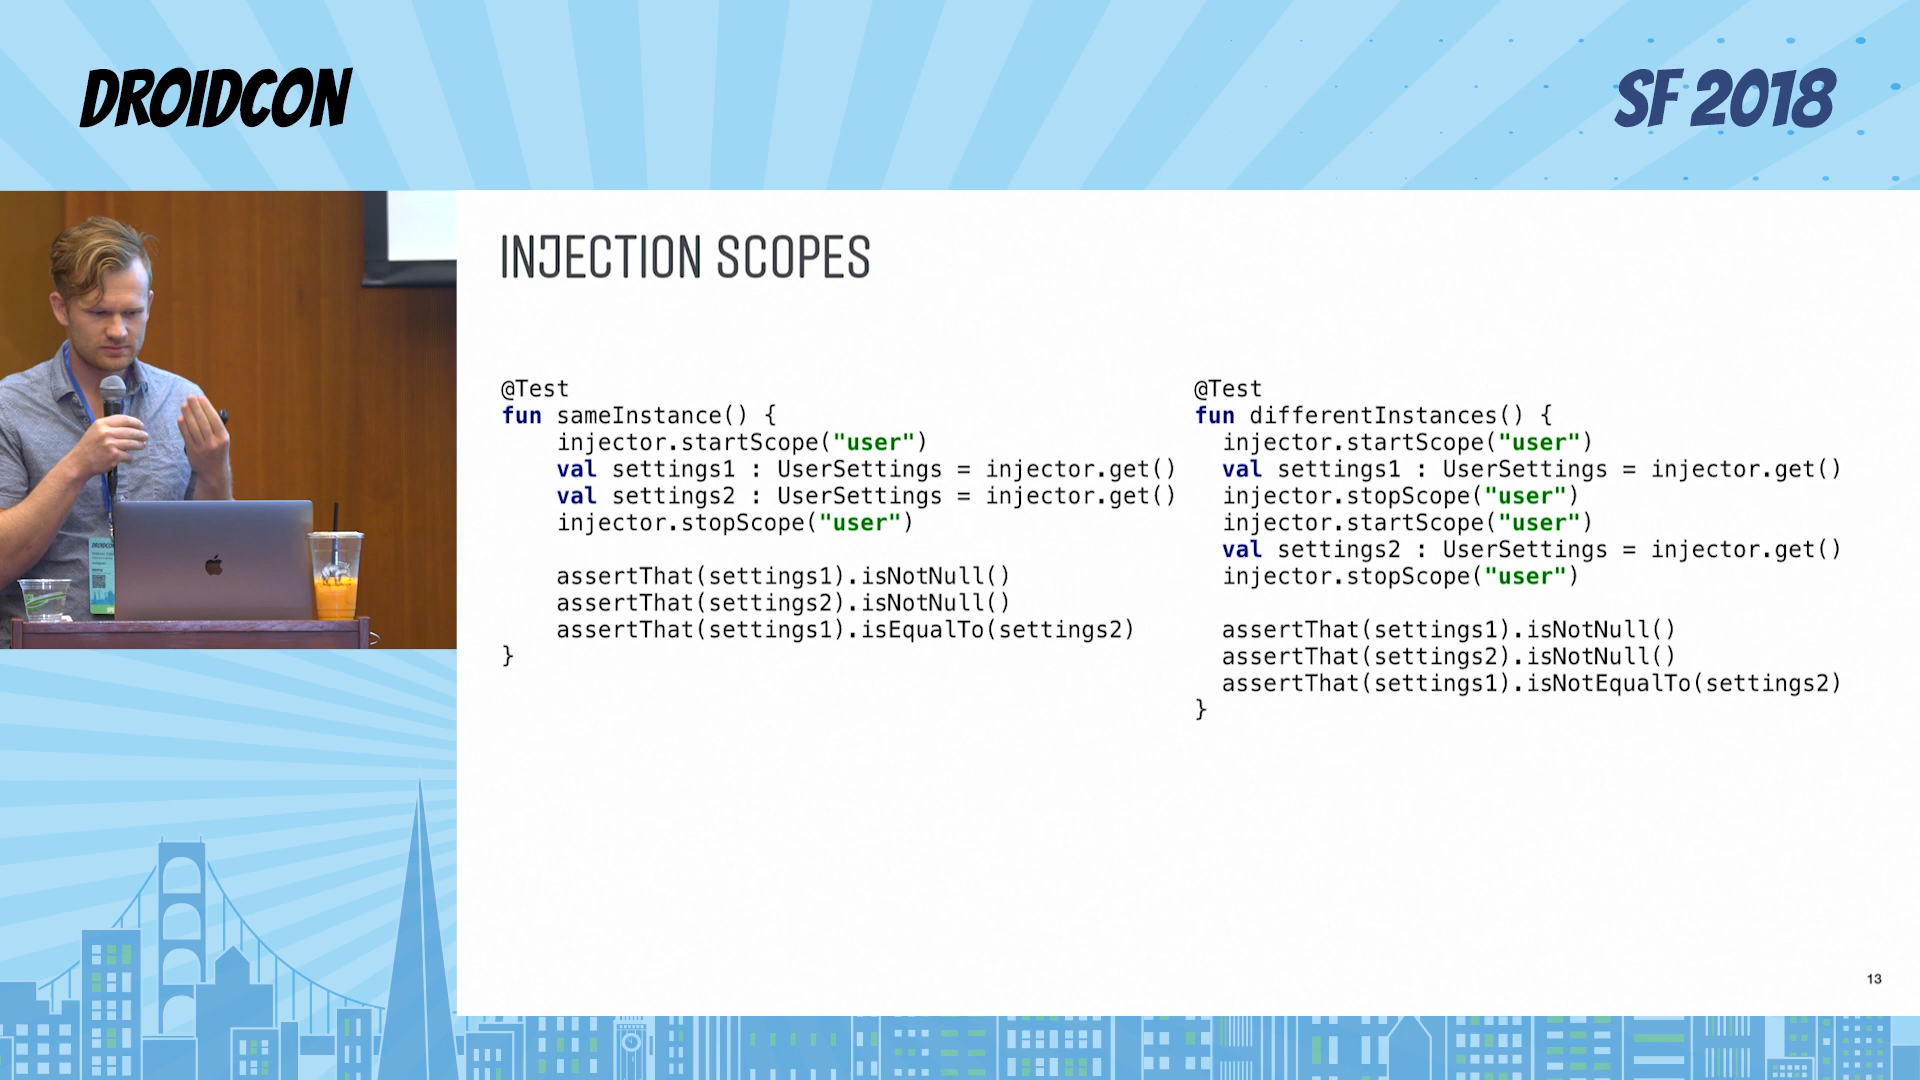 DROIDCON
SF 2018
INJECTION SCOPES
@Test
fun sameInstance() {
    injector.startScope("user")
    val settings1 : UserSettings = injector.get()
    val settings2 : UserSettings = injector.get()
    injector.stopScope("user")
    assertThat(settings1).isNotNull()
    assertThat(settings2).isNotNull()
    assertThat(settings1).isEqualTo(settings2)
}
@Test
fun differentInstances() {
  injector.startScope("user")
  val settings1 : UserSettings = injector.get()
  injector.stopScope("user")
  injector.startScope("user")
  val settings2 : UserSettings = injector.get()
  injector.stopScope("user")
  assertThat(settings1).isNotNull()
  assertThat(settings2).isNotNull()
  assertThat(settings1).isNotEqualTo(settings2)
}
13
DROIDCON